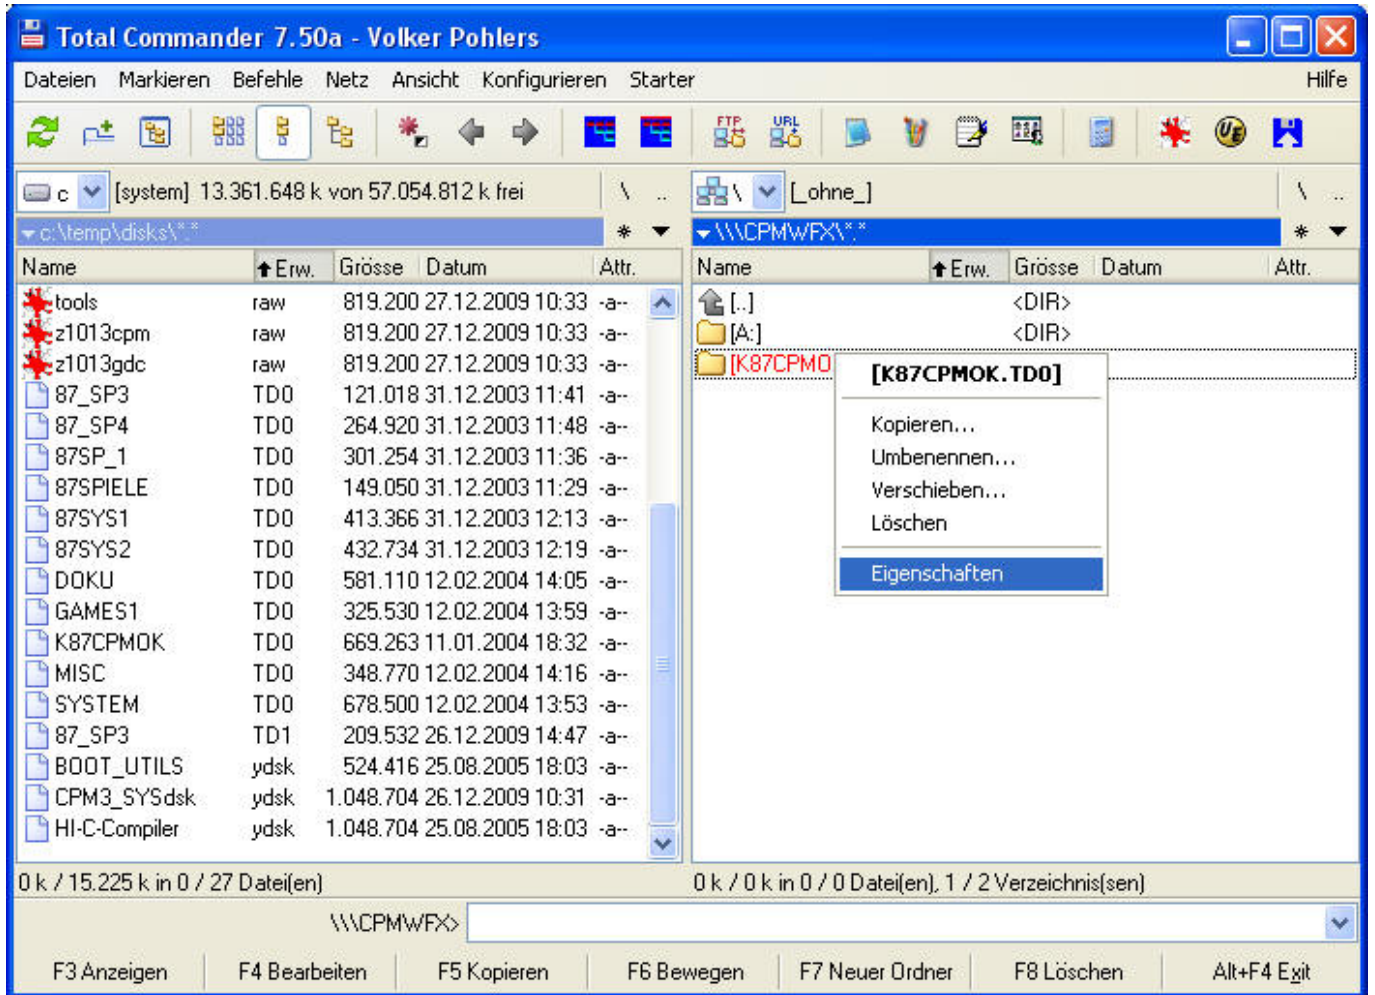 Total Commander 7.50a - Volker Pohlers
Dateien Markieren Befehle Netz Ansicht Konfigurieren Starter Hilfe
FTP URL UE
c [system] 13.361.648 k von 57.054.812 k frei \ .. \ [_ohne_] \ ..
c:\temp\disks\*.* * \\\CPMWFX\*.* *
Name Erw. Grösse Datum Attr. Name Erw. Grösse Datum Attr.
tools raw 819.200 27.12.2009 10:33 -a-- [..] <DIR>
z1013cpm raw 819.200 27.12.2009 10:33 -a-- [A:] <DIR>
z1013gdc raw 819.200 27.12.2009 10:33 -a-- [K87CPMO
87_SP3 TD0 121.018 31.12.2003 11:41 -a-- [K87CPMOK.TD0]
87_SP4 TD0 264.920 31.12.2003 11:48 -a-- Kopieren...
87SP_1 TD0 301.254 31.12.2003 11:36 -a-- Umbenennen...
87SPIELE TD0 149.050 31.12.2003 11:29 -a-- Verschieben...
87SYS1 TD0 413.366 31.12.2003 12:13 -a-- Löschen
87SYS2 TD0 432.734 31.12.2003 12:19 -a--
DOKU TD0 581.110 12.02.2004 14:05 -a-- Eigenschaften
GAMES1 TD0 325.530 12.02.2004 13:59 -a--
K87CPMOK TD0 669.263 11.01.2004 18:32 -a--
MISC TD0 348.770 12.02.2004 14:16 -a--
SYSTEM TD0 678.500 12.02.2004 13:53 -a--
87_SP3 TD1 209.532 26.12.2009 14:47 -a--
BOOT_UTILS ydsk 524.416 25.08.2005 18:03 -a--
CPM3_SYSdsk ydsk 1.048.704 26.12.2009 10:31 -a--
HI-C-Compiler ydsk 1.048.704 25.08.2005 18:03 -a--
0 k / 15.225 k in 0 / 27 Datei(en) 0 k / 0 k in 0 / 0 Datei(en), 1 / 2 Verzeichnis(sen)
\\\CPMWFX>
F3 Anzeigen F4 Bearbeiten F5 Kopieren F6 Bewegen F7 Neuer Ordner F8 Löschen Alt+F4 Exit